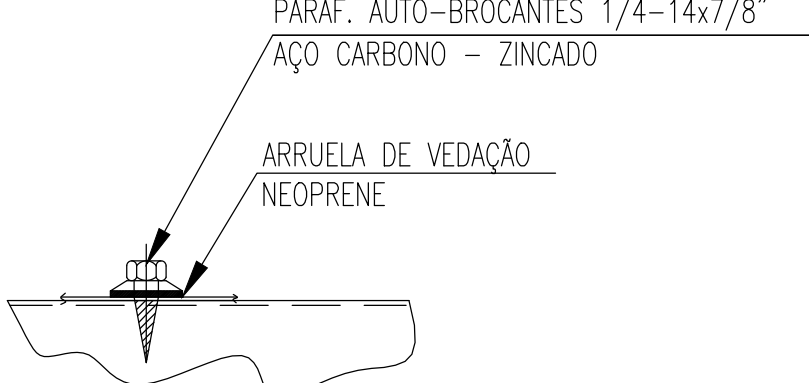 PARAF. AUTO-BROCANTES 1/4-14x7/8"
AÇO CARBONO - ZINCADO
ARRUELA DE VEDAÇÃO
NEOPRENE